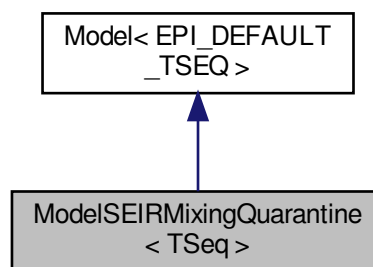 Model< EPI_DEFAULT
_TSEQ >
ModelSEIRMixingQuarantine
< TSeq >